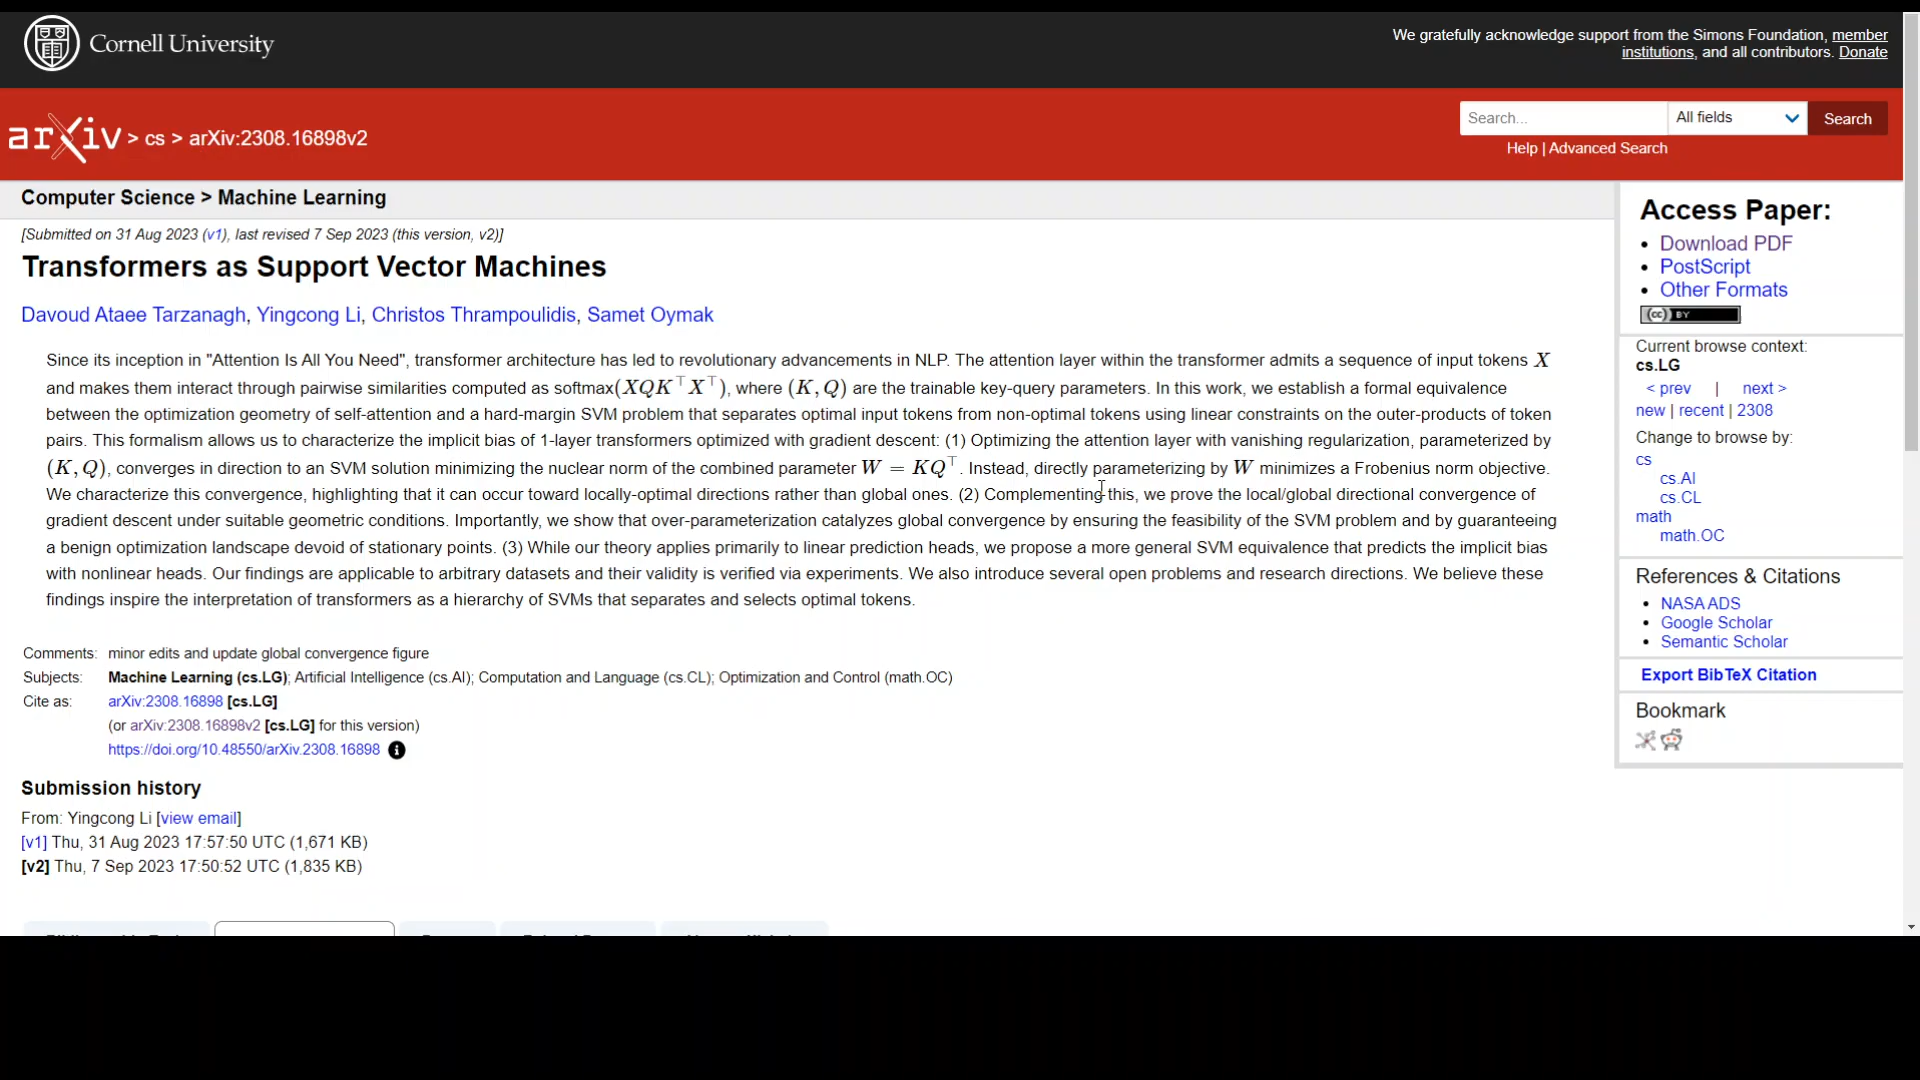 Cornell University
We gratefully acknowledge support from the Simons Foundation, member
institutions, and all contributors. Donate
arXiv > cs > arXiv:2308.16898v2
Search...
All fields
Search
Help | Advanced Search
Computer Science > Machine Learning
[Submitted on 31 Aug 2023 (v1), last revised 7 Sep 2023 (this version, v2)]
Transformers as Support Vector Machines
Davoud Ataee Tarzanagh, Yingcong Li, Christos Thrampoulidis, Samet Oymak
Since its inception in "Attention Is All You Need", transformer architecture has led to revolutionary advancements in NLP. The attention layer within the transformer admits a sequence of input tokens X
and makes them interact through pairwise similarities computed as softmax(XQK⊤X⊤), where (K, Q) are the trainable key-query parameters. In this work, we establish a formal equivalence
between the optimization geometry of self-attention and a hard-margin SVM problem that separates optimal input tokens from non-optimal tokens using linear constraints on the outer-products of token
pairs. This formalism allows us to characterize the implicit bias of 1-layer transformers optimized with gradient descent: (1) Optimizing the attention layer with vanishing regularization, parameterized by
(K, Q), converges in direction to an SVM solution minimizing the nuclear norm of the combined parameter W = KQ⊤. Instead, directly parameterizing by W minimizes a Frobenius norm objective.
We characterize this convergence, highlighting that it can occur toward locally-optimal directions rather than global ones. (2) Complementing this, we prove the local/global directional convergence of
gradient descent under suitable geometric conditions. Importantly, we show that over-parameterization catalyzes global convergence by ensuring the feasibility of the SVM problem and by guaranteeing
a benign optimization landscape devoid of stationary points. (3) While our theory applies primarily to linear prediction heads, we propose a more general SVM equivalence that predicts the implicit bias
with nonlinear heads. Our findings are applicable to arbitrary datasets and their validity is verified via experiments. We also introduce several open problems and research directions. We believe these
findings inspire the interpretation of transformers as a hierarchy of SVMs that separates and selects optimal tokens.
Comments: minor edits and update global convergence figure
Subjects: Machine Learning (cs.LG); Artificial Intelligence (cs.AI); Computation and Language (cs.CL); Optimization and Control (math.OC)
Cite as: arXiv:2308.16898 [cs.LG]
(or arXiv:2308.16898v2 [cs.LG] for this version)
https://doi.org/10.48550/arXiv.2308.16898
Submission history
From: Yingcong Li [view email]
[v1] Thu, 31 Aug 2023 17:57:50 UTC (1,671 KB)
[v2] Thu, 7 Sep 2023 17:50:52 UTC (1,835 KB)
Access Paper:
Download PDF
PostScript
Other Formats
(cc) BY
Current browse context:
cs.LG
< prev | next >
new | recent | 2308
Change to browse by:
cs
cs.AI
cs.CL
math
math.OC
References & Citations
NASA ADS
Google Scholar
Semantic Scholar
Export BibTeX Citation
Bookmark